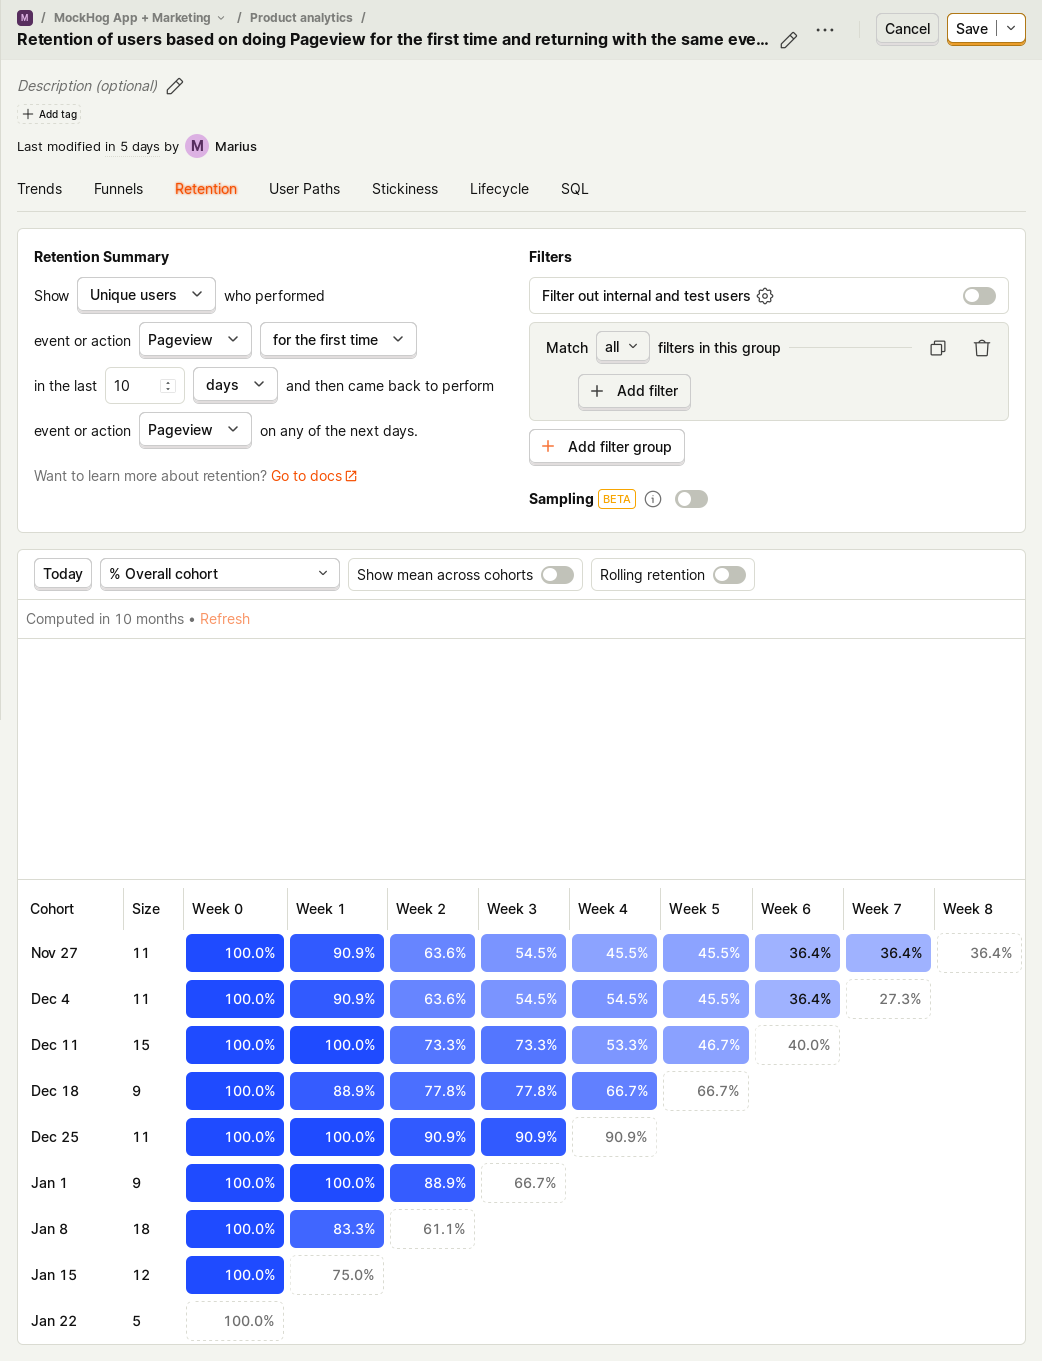 M / MockHog App + Marketing / Product analytics /
Retention of users based on doing Pageview for the first time and returning with the same eve...
Cancel
Save
Description (optional)
Add tag
Last modified in 5 days by M Marius
Trends Funnels Retention User Paths Stickiness Lifecycle SQL
Retention Summary
Show Unique users who performed
event or action Pageview for the first time
in the last 10 days and then came back to perform
event or action Pageview on any of the next days.
Want to learn more about retention? Go to docs
Filters
Filter out internal and test users
Match all filters in this group
Add filter
Add filter group
Sampling BETA
Today % Overall cohort Show mean across cohorts Rolling retention
Computed in 10 months • Refresh
Cohort Size Week 0 Week 1 Week 2 Week 3 Week 4 Week 5 Week 6 Week 7 Week 8
Nov 27 11 100.0% 90.9% 63.6% 54.5% 45.5% 45.5% 36.4% 36.4% 36.4%
Dec 4 11 100.0% 90.9% 63.6% 54.5% 54.5% 45.5% 36.4% 27.3%
Dec 11 15 100.0% 100.0% 73.3% 73.3% 53.3% 46.7% 40.0%
Dec 18 9 100.0% 88.9% 77.8% 77.8% 66.7% 66.7%
Dec 25 11 100.0% 100.0% 90.9% 90.9% 90.9%
Jan 1 9 100.0% 100.0% 88.9% 66.7%
Jan 8 18 100.0% 83.3% 61.1%
Jan 15 12 100.0% 75.0%
Jan 22 5 100.0%